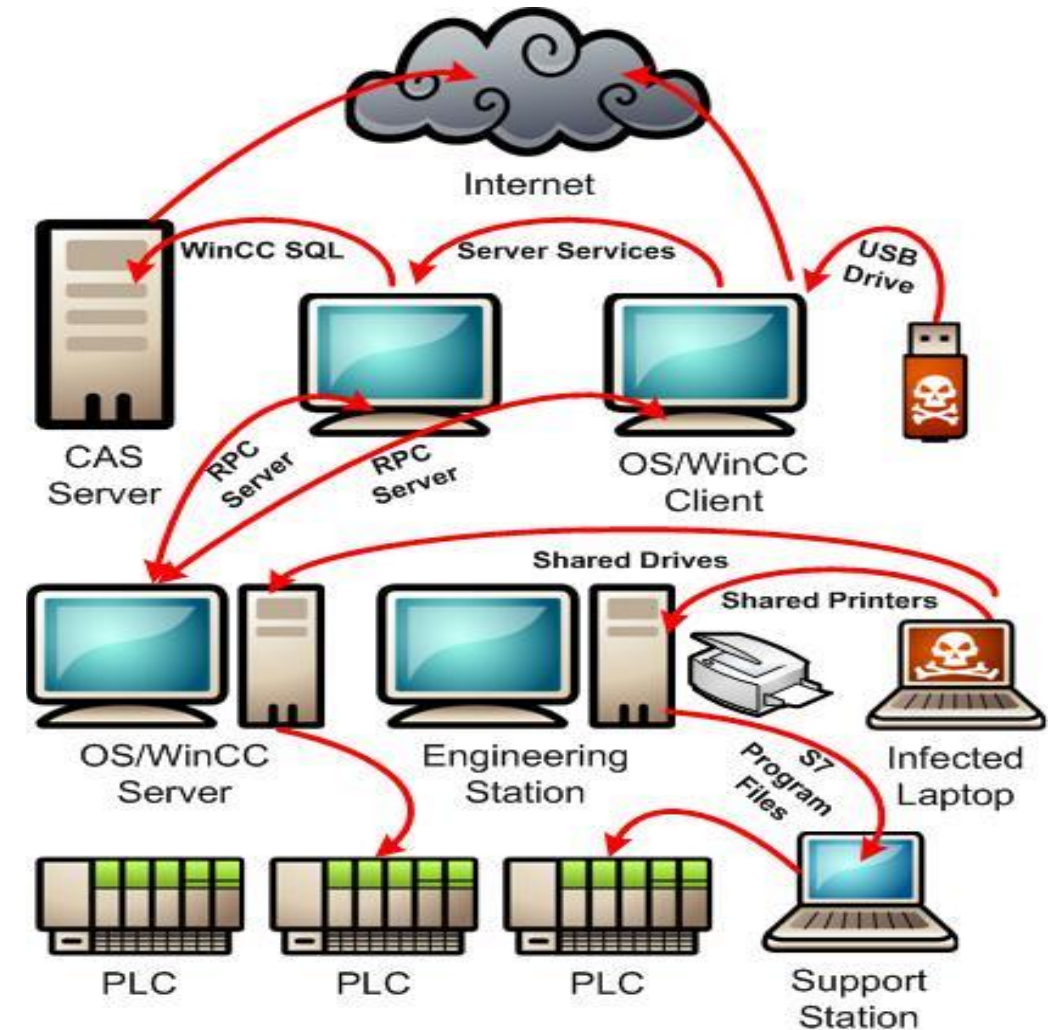 Internet
WinCC SQL
Server Services
USB
Drive
CAS
Server
RPC
Server
RPC
Server
OS/WinCC
Client
Shared Drives
Shared Printers
OS/WinCC
Server
Engineering
Station
S7
Program
Files
Infected
Laptop
PLC
PLC
PLC
Support
Station